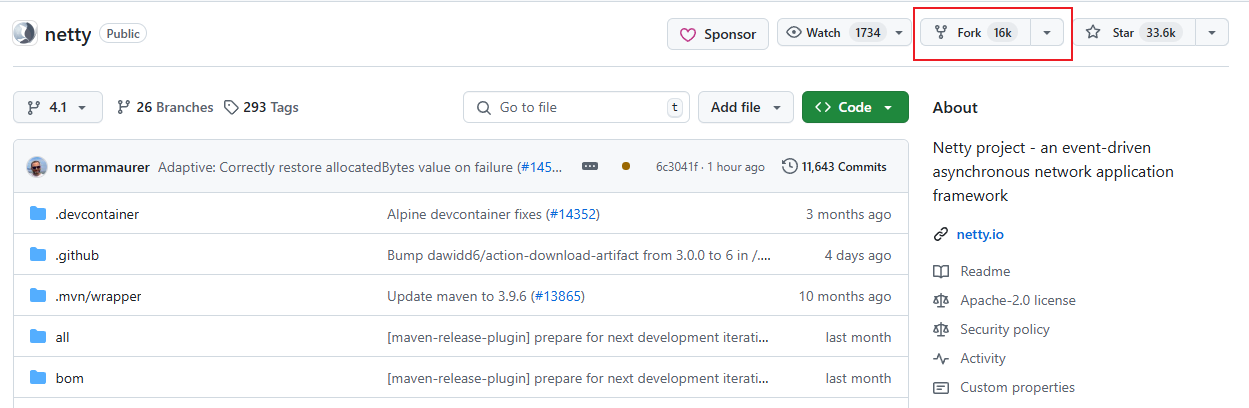 netty Public Sponsor Watch 1734 Fork 16k Star 33.6k
4.1 26 Branches 293 Tags Go to file t Add file Code
About
normanmaurer Adaptive: Correctly restore allocatedBytes value on failure (#145... 6c3041f · 1 hour ago 11,643 Commits
Netty project - an event-driven
asynchronous network application
framework
.devcontainer Alpine devcontainer fixes (#14352) 3 months ago
.github Bump dawidd6/action-download-artifact from 3.0.0 to 6 in /.... 4 days ago
.mvn/wrapper Update maven to 3.9.6 (#13865) 10 months ago
all [maven-release-plugin] prepare for next development iterati... last month
bom [maven-release-plugin] prepare for next development iterati... last month
netty.io
Readme
Apache-2.0 license
Security policy
Activity
Custom properties